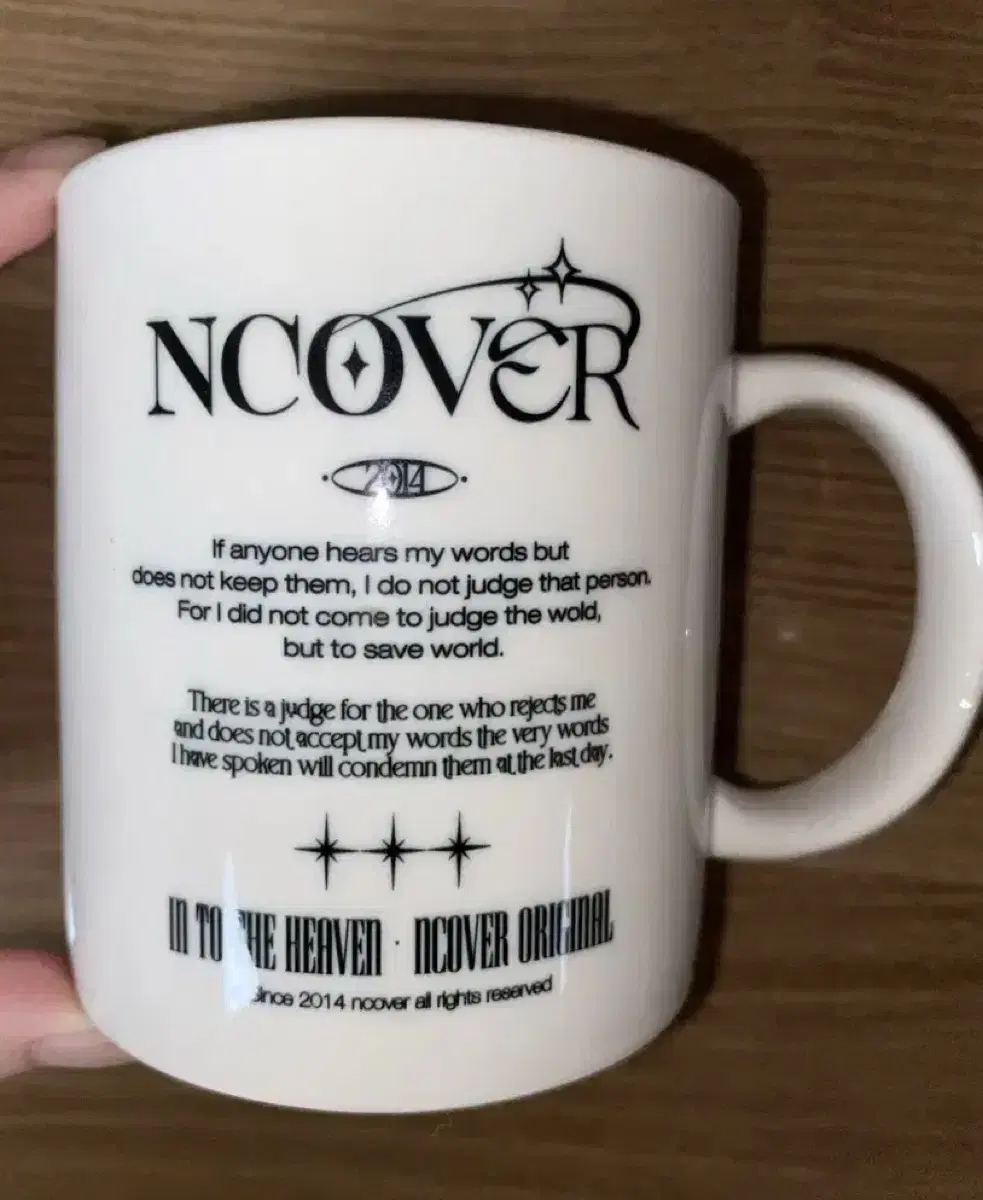 NCOVER
2014
If anyone hears my words but
does not keep them, I do not judge that person.
For I did not come to judge the wold,
but to save world.
There is a judge for the one who rejects me
and does not accept my words the very words
I have spoken will condemn them at the last day.
IN TO THE HEAVEN · NCOVER ORIGINAL
Since 2014 ncover all rights reserved